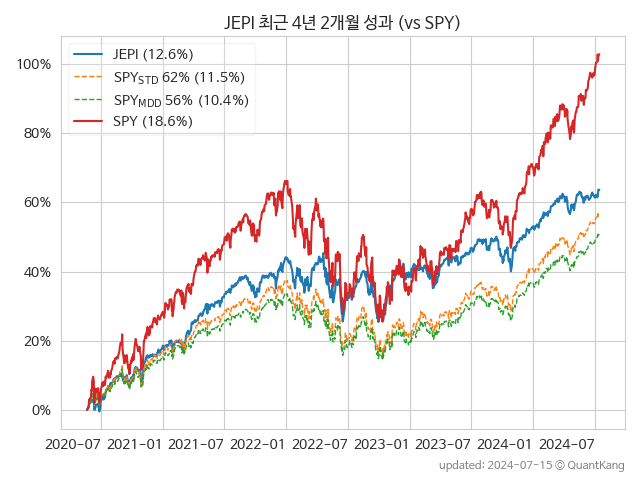 JEPI 최근 4년 2개월 성과 (vs SPY)
JEPI (12.6%)
SPY_STD 62% (11.5%)
SPY_MDD 56% (10.4%)
SPY (18.6%)
100%
80%
60%
40%
20%
0%
2020-07 2021-01 2021-07 2022-01 2022-07 2023-01 2023-07 2024-01 2024-07
updated: 2024-07-15 © QuantKang